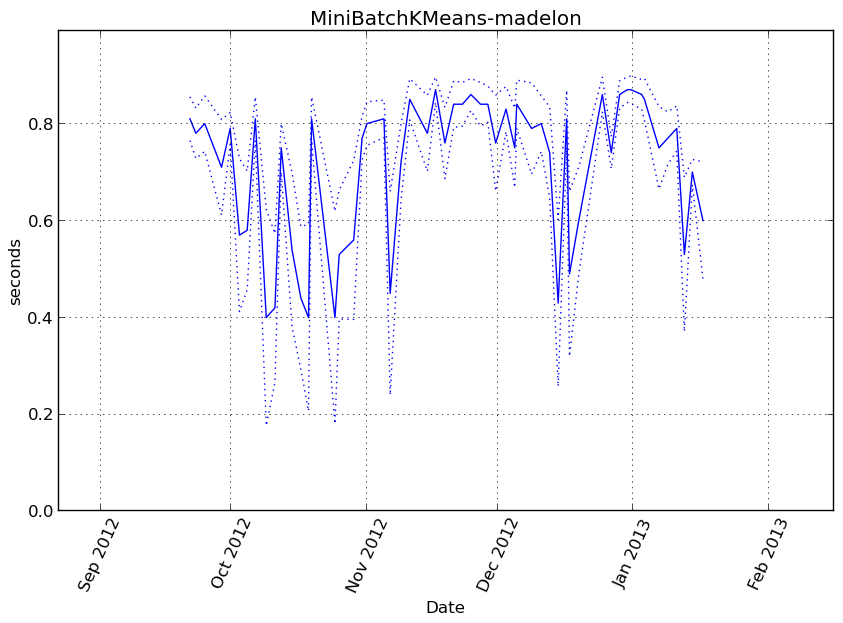 MiniBatchKMeans-madelon
0.8
0.6
0.4
0.2
0.0
seconds
Sep 2012
Oct 2012
Nov 2012
Dec 2012
Jan 2013
Feb 2013
Date